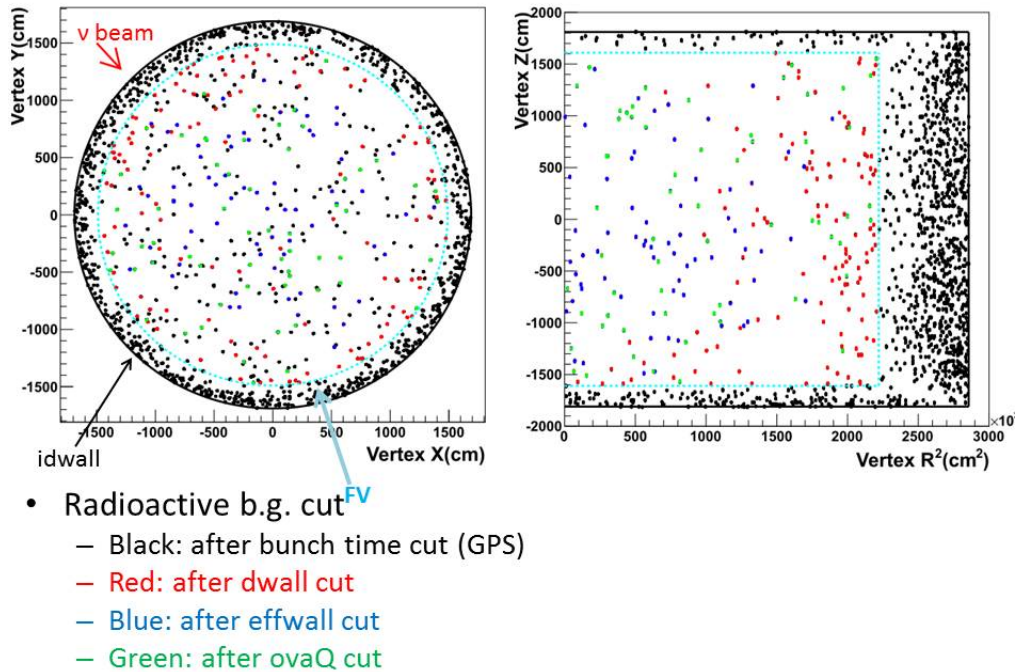 Vertex Y(cm)
1500
1000
500
0
-500
-1000
-1500
ν beam
-1500 -1000 -500 0 500 1000 1500
Vertex X(cm)
idwall
FV
Vertex Z(cm)
2000
1500
1000
500
0
-500
-1000
-1500
-2000
0 500 1000 1500 2000 2500 3000
Vertex R²(cm²)
• Radioactive b.g. cut
– Black: after bunch time cut (GPS)
– Red: after dwall cut
– Blue: after effwall cut
– Green: after ovaQ cut